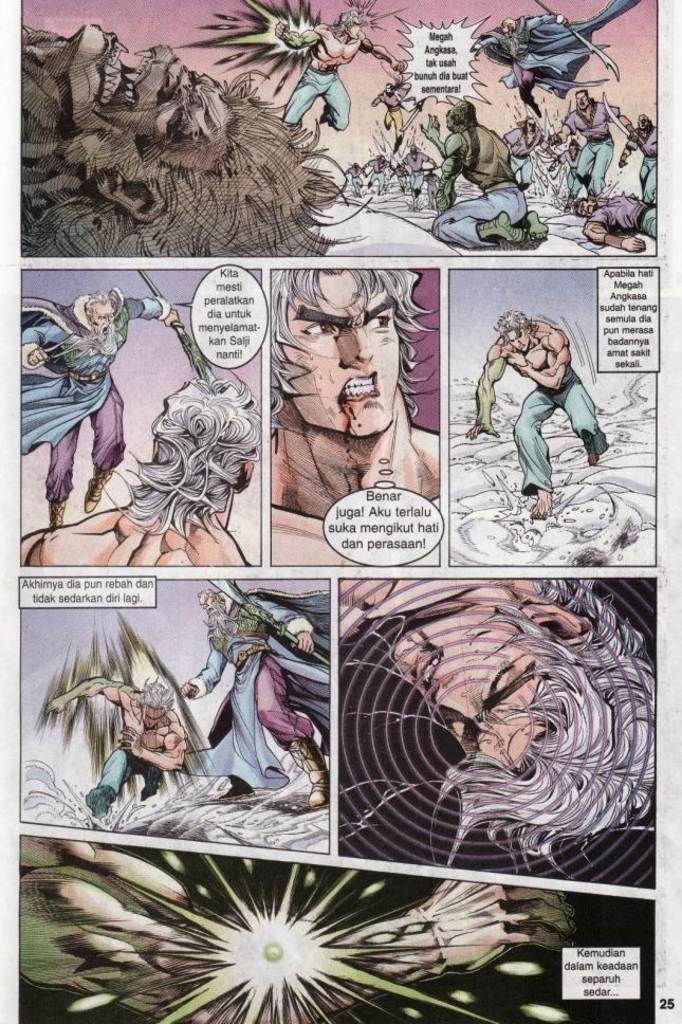 Megah
Angkasa,
tak usah
bunuh dia buat
sementara!
Kita
mesti
peralatkan
dia untuk
menyelamat-
kan Salji
nanti!
Benar
juga! Aku terlalu
suka mengikut hati
dan perasaan!
Apabila hati
Megah
Angkasa
sudah tenang
semula dia
pun merasa
badannya
amat sakit
sekali.
Akhirnya dia pun rebah dan
tidak sedarkan diri lagi.
Kemudian
dalam keadaan
separuh
sedar...
25